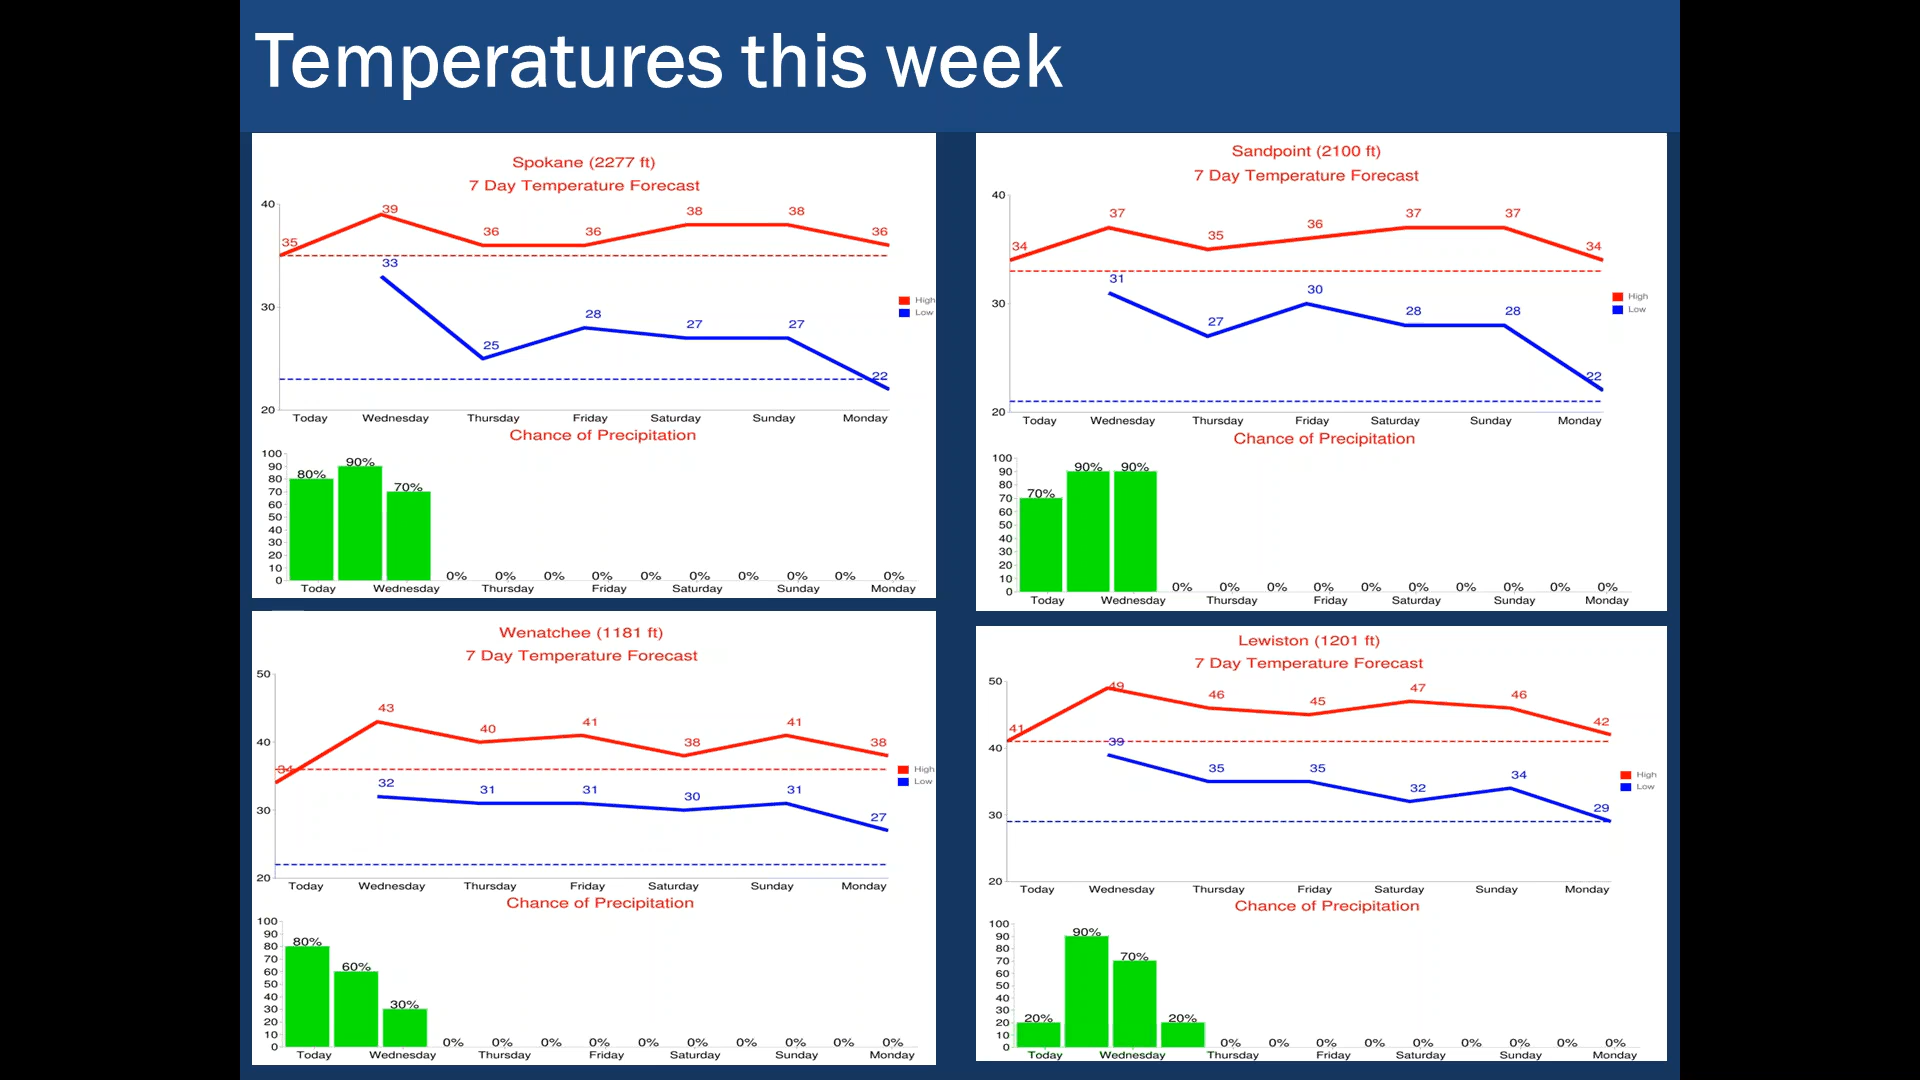 Temperatures this week
Spokane (2277 ft)
7 Day Temperature Forecast
40
30
20
35 39 36 36 38 38 36
33 25 28 27 27 22
High
Low
Today Wednesday Thursday Friday Saturday Sunday Monday
Chance of Precipitation
100
90
80
70
60
50
40
30
20
10
0
80% 90% 70% 0% 0% 0% 0% 0% 0% 0% 0% 0% 0%
Today Wednesday Thursday Friday Saturday Sunday Monday
Sandpoint (2100 ft)
7 Day Temperature Forecast
40
30
20
34 37 35 36 37 37 34
31 27 30 28 28 22
High
Low
Today Wednesday Thursday Friday Saturday Sunday Monday
Chance of Precipitation
100
90
80
70
60
50
40
30
20
10
0
70% 90% 90% 0% 0% 0% 0% 0% 0% 0% 0% 0% 0%
Today Wednesday Thursday Friday Saturday Sunday Monday
Wenatchee (1181 ft)
7 Day Temperature Forecast
50
40
30
20
34 43 40 41 38 41 38
32 31 31 30 31 27
High
Low
Today Wednesday Thursday Friday Saturday Sunday Monday
Chance of Precipitation
100
90
80
70
60
50
40
30
20
10
0
80% 60% 30% 0% 0% 0% 0% 0% 0% 0% 0% 0% 0%
Today Wednesday Thursday Friday Saturday Sunday Monday
Lewiston (1201 ft)
7 Day Temperature Forecast
50
40
30
20
41 49 46 45 47 46 42
39 35 35 32 34 29
High
Low
Today Wednesday Thursday Friday Saturday Sunday Monday
Chance of Precipitation
100
90
80
70
60
50
40
30
20
10
0
20% 90% 70% 20% 0% 0% 0% 0% 0% 0% 0% 0% 0%
Today Wednesday Thursday Friday Saturday Sunday Monday